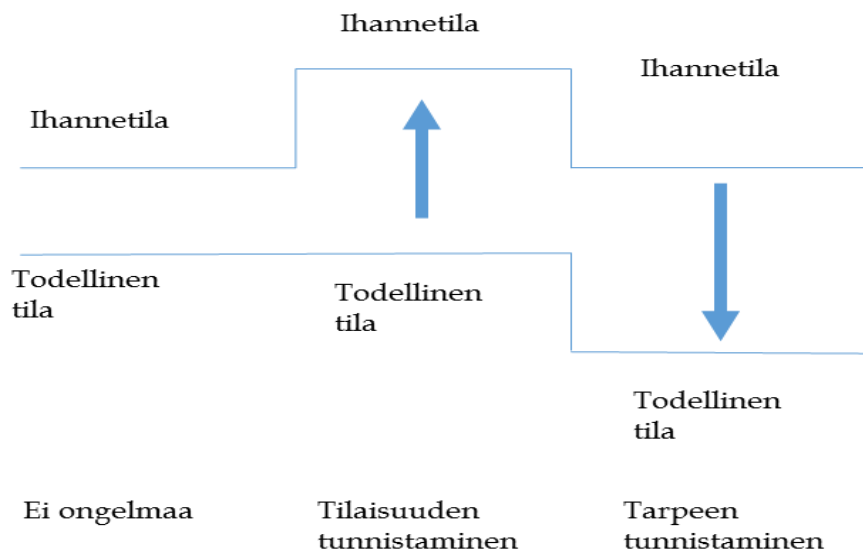 Ihannetila
Ihannetila
Ihannetila
Todellinen
tila
Todellinen
tila
Todellinen
tila
Ei ongelmaa
Tilaisuuden
tunnistaminen
Tarpeen
tunnistaminen